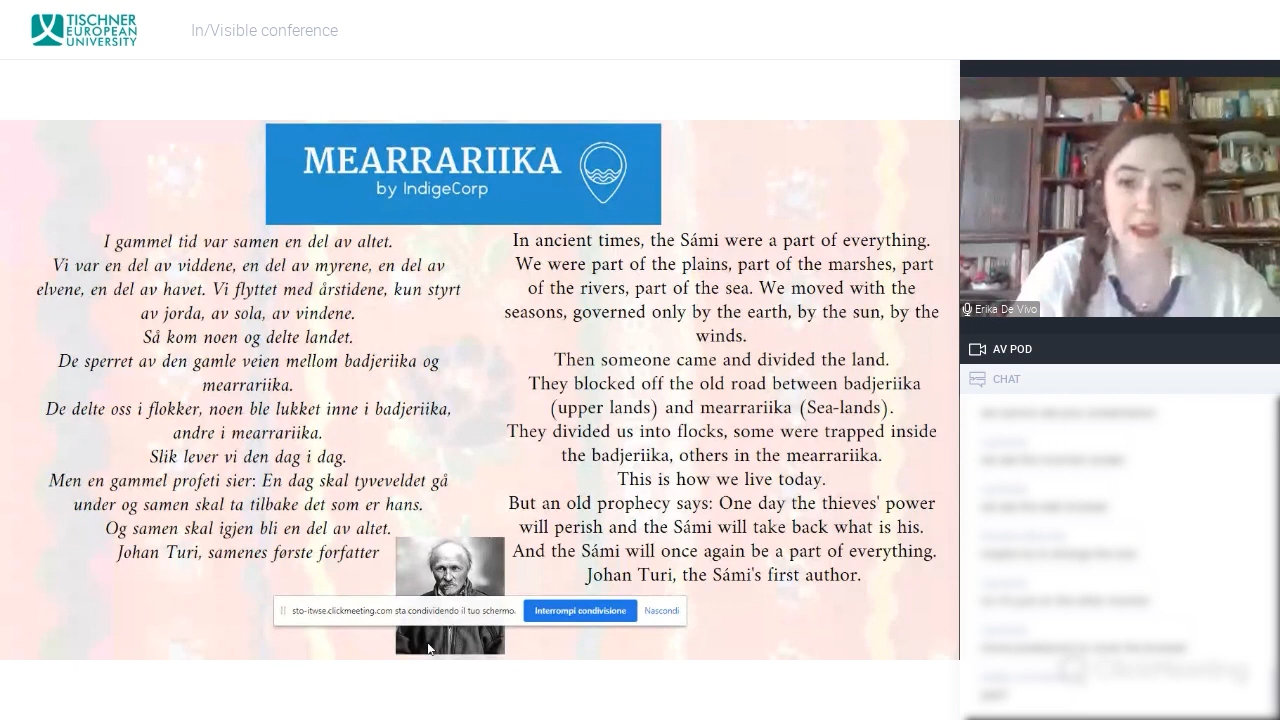 TISCHNER
EUROPEAN
UNIVERSITY
In/Visible conference
MEARRARIIKA
by IndigeCorp
I gammel tid var samen en del av altet.
Vi var en del av viddene, en del av myrene, en del av
elvene, en del av havet. Vi flyttet med årstidene, kun styrt
av jorda, av sola, av vindene.
Så kom noen og delte landet.
De sperret av den gamle veien mellom badjeriika og
mearrariika.
De delte oss i flokker, noen ble lukket inne i badjeriika,
andre i mearrariika.
Slik lever vi den dag i dag.
Men en gammel profeti sier: En dag skal tyveveldet gå
under og samen skal ta tilbake det som er hans.
Og samen skal igjen bli en del av altet.
Johan Turi, samenes første forfatter
In ancient times, the Sámi were a part of everything.
We were part of the plains, part of the marshes, part
of the rivers, part of the sea. We moved with the
seasons, governed only by the earth, by the sun, by the
winds.
Then someone came and divided the land.
They blocked off the old road between badjeriika
(upper lands) and mearrariika (Sea-lands).
They divided us into flocks, some were trapped inside
the badjeriika, others in the mearrariika.
This is how we live today.
But an old prophecy says: One day the thieves' power
will perish and the Sámi will take back what is his.
And the Sámi will once again be a part of everything.
Johan Turi, the Sámi's first author.
sto-itwse.clickmeeting.com sta condividendo il tuo schermo.
Interrompi condivisione
Nascondi
Erika De Vivo
AV POD
CHAT